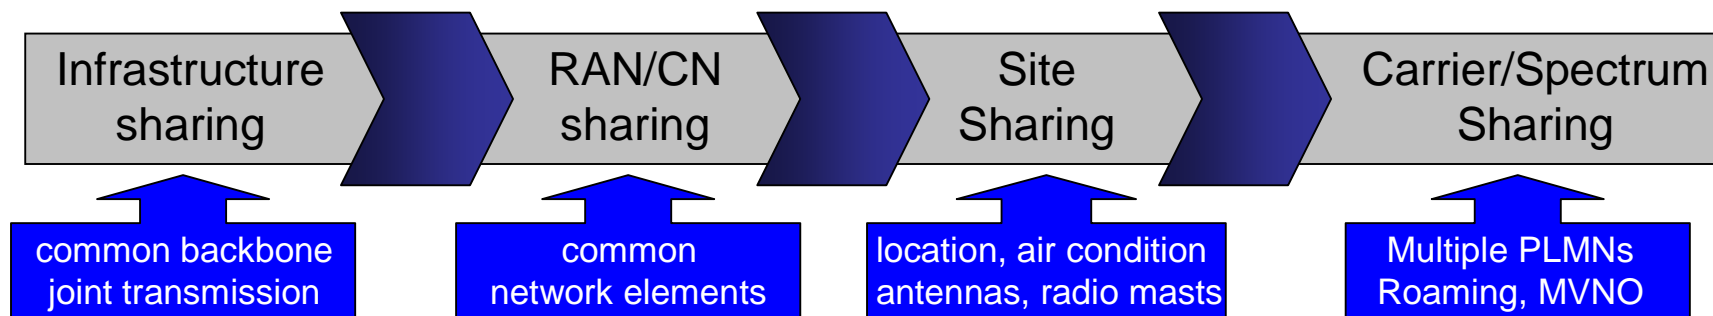 Infrastructure
sharing
RAN/CN
sharing
Site
Sharing
Carrier/Spectrum
Sharing
common backbone
joint transmission
common
network elements
location, air condition
antennas, radio masts
Multiple PLMNs
Roaming, MVNO